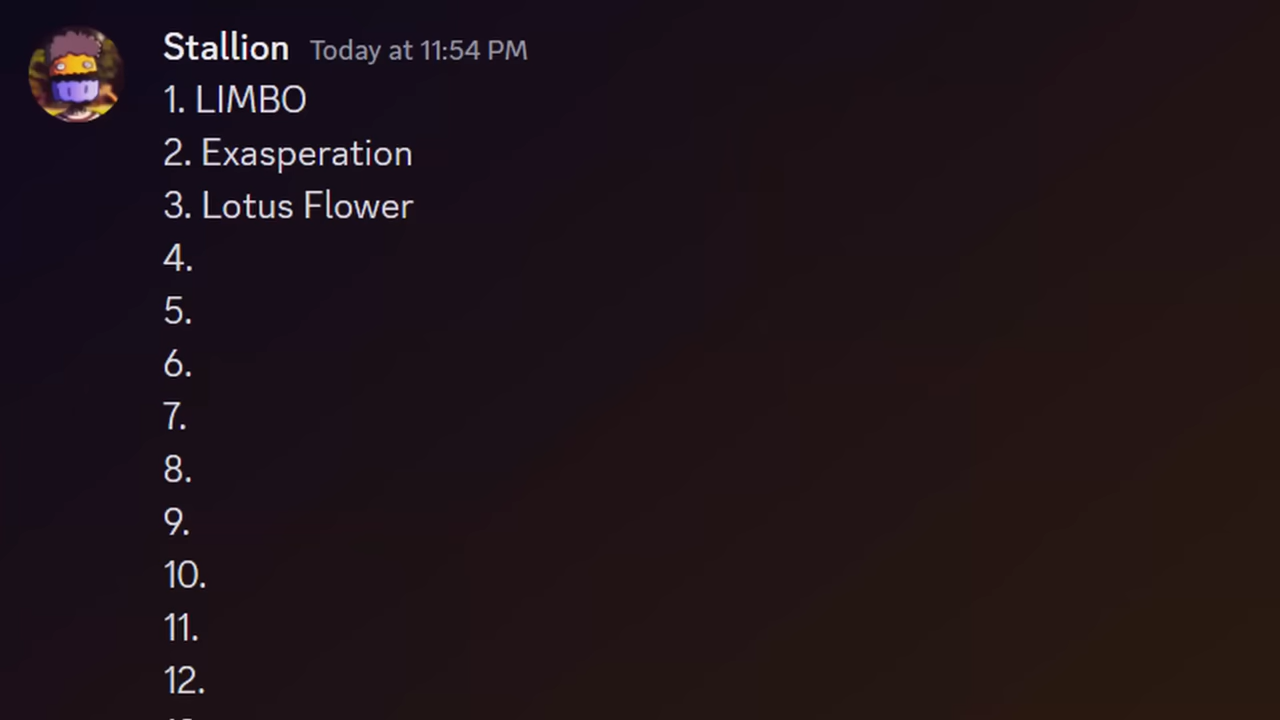 Stallion Today at 11:54 PM
1. LIMBO
2. Exasperation
3. Lotus Flower
4.
5.
6.
7.
8.
9.
10.
11.
12.